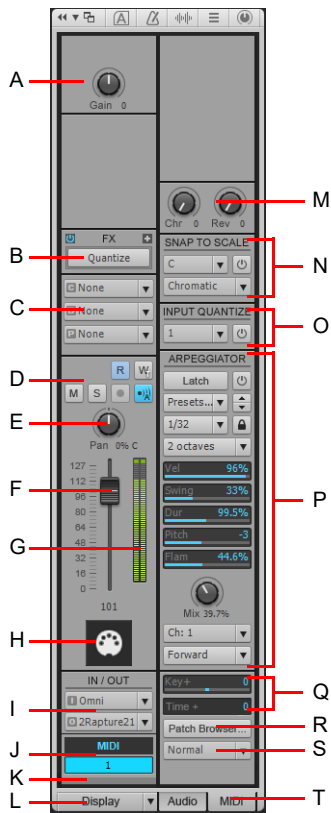 A
A
Gain 0
Chr 0 Rev 0
M
FX
B
Quantize
SNAP TO SCALE
C
Chromatic
N
C
None
None
None
INPUT QUANTIZE
1
O
ARPEGGIATOR
Latch
Presets...
1/32
2 octaves
Vel 96%
Swing 33%
Dur 99.5%
Pitch -3
Flam 44.6%
Mix 39.7%
Ch: 1
Forward
P
D
R W
M S
E
Pan 0% C
F
127
112
96
80
64
48
32
16
0
G
101
H
IN / OUT
I
Omni
2Rapture21
Key+ 0
Time + 0
Q
Patch Browser...
R
Normal
S
J
MIDI
1
K
L
Display
Audio
MIDI
T